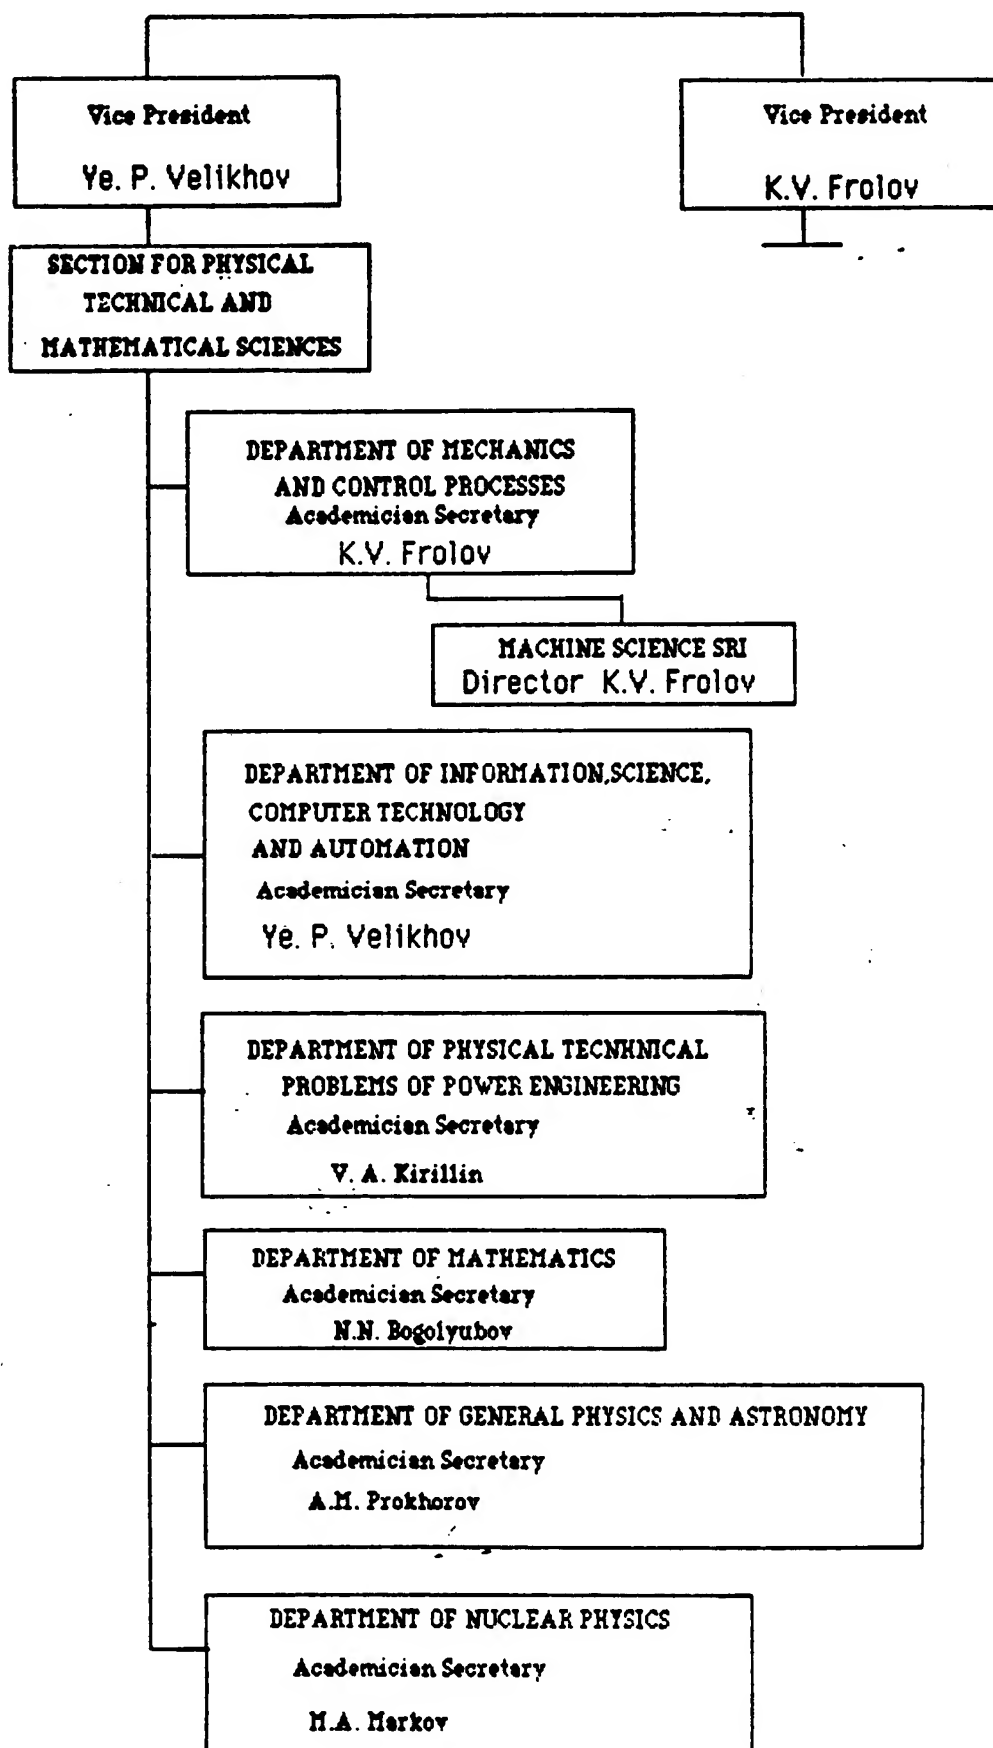 Vice President
Ye. P. Velikhov
Vice President
K.V. Frolov
SECTION FOR PHYSICAL
TECHNICAL AND
MATHEMATICAL SCIENCES
DEPARTMENT OF MECHANICS
AND CONTROL PROCESSES
Academician Secretary
K.V. Frolov
MACHINE SCIENCE SRI
Director K.V. Frolov
DEPARTMENT OF INFORMATION,SCIENCE,
COMPUTER TECHNOLOGY
AND AUTOMATION
Academician Secretary
Ye. P. Velikhov
DEPARTMENT OF PHYSICAL TECNHNICAL
PROBLEMS OF POWER ENGINEERING
Academician Secretary
V. A. Kirillin
DEPARTMENT OF MATHEMATICS
Academician Secretary
N.N. Bogolyubov
DEPARTMENT OF GENERAL PHYSICS AND ASTRONOMY
Academician Secretary
A.M. Prokhorov
DEPARTMENT OF NUCLEAR PHYSICS
Academician Secretary
M.A. Markov